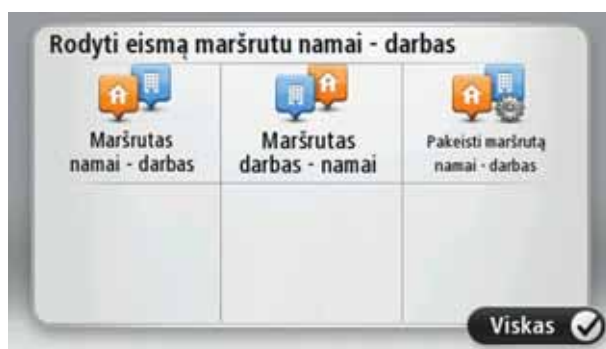 Rodyti eismą maršrutu namai - darbas
Maršrutas
namai - darbas
Maršrutas
darbas - namai
Pakeisti maršrutą
namai - darbas
Viskas